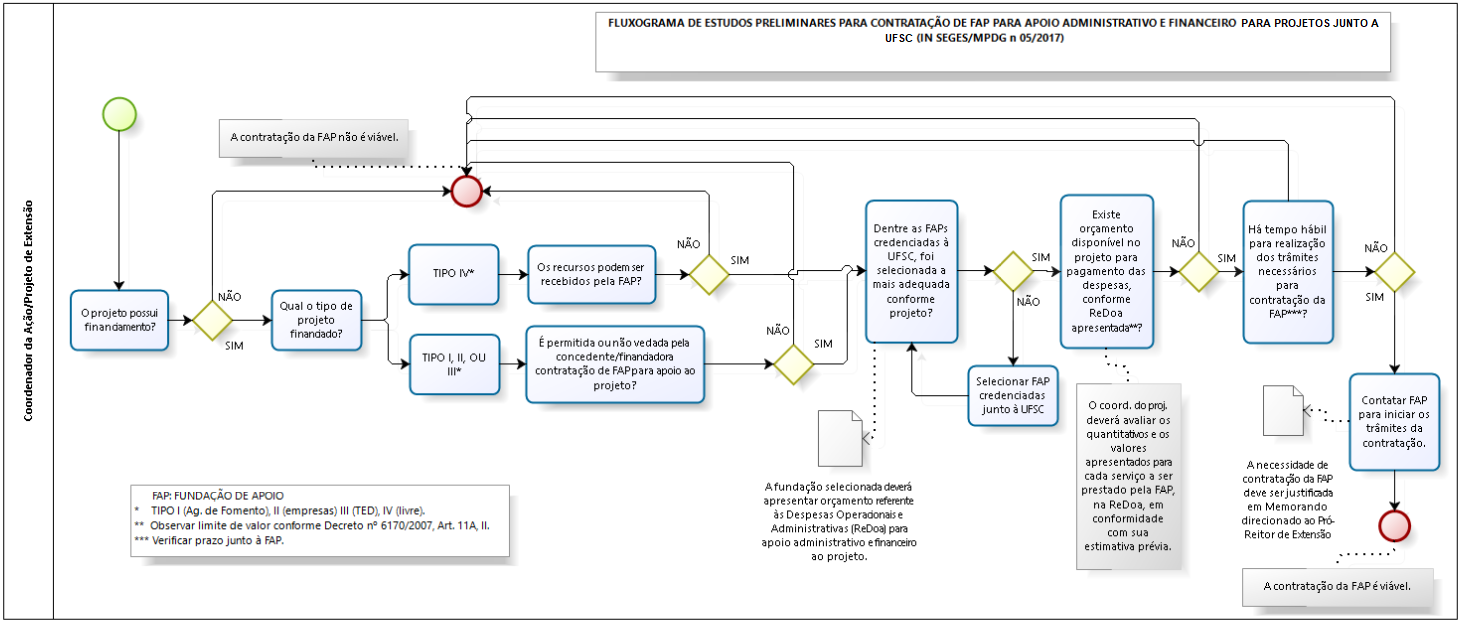 FLUXOGRAMA DE ESTUDOS PRELIMINARES PARA CONTRATAÇÃO DE FAP PARA APOIO ADMINISTRATIVO E FINANCEIRO PARA PROJETOS JUNTO A
UFSC (IN SEGES/MPDG n 05/2017)
Coordenador da Ação/Projeto de Extensão
A contratação da FAP não é viável.
O projeto possui
financiamento?
NÃO
SIM
Qual o tipo de
projeto
financiado?
TIPO IV*
Os recursos podem ser
recebidos pela FAP?
NÃO
SIM
TIPO I, II, OU
III*
É permitida ou não vedada pela
concedente/financiadora
contratação de FAP para apoio ao
projeto?
NÃO
SIM
Dentre as FAPs
credenciadas à
UFSC, foi
selecionada a
mais adequada
conforme
projeto?
SIM
NÃO
Selecionar FAP
credenciadas
junto à UFSC
Existe
orçamento
disponível no
projeto para
pagamento das
despesas,
conforme
ReDoa
apresentada**?
NÃO
SIM
Há tempo hábil
para realização
dos trâmites
necessários
para
contratação da
FAP***?
NÃO
SIM
Contatar FAP
para iniciar os
trâmites da
contratação.
A fundação selecionada deverá
apresentar orçamento referente
às Despesas Operacionais e
Administrativas (ReDoa) para
apoio administrativo e financeiro
ao projeto.
O coord. do proj.
deverá avaliar os
quantitativos e os
valores
apresentados para
cada serviço a ser
prestado pela FAP,
na ReDoa, em
conformidade
com sua
estimativa prévia.
A necessidade de
contratação da FAP
deve ser justificada
em Memorando
direcionado ao Pró-
Reitor de Extensão
A contratação da FAP é viável.
FAP: FUNDAÇÃO DE APOIO
* TIPO I (Ag. de Fomento), II (empresas) III (TED), IV (livre).
** Observar limite de valor conforme Decreto nº 6170/2007, Art. 11A, II.
*** Verificar prazo junto à FAP.